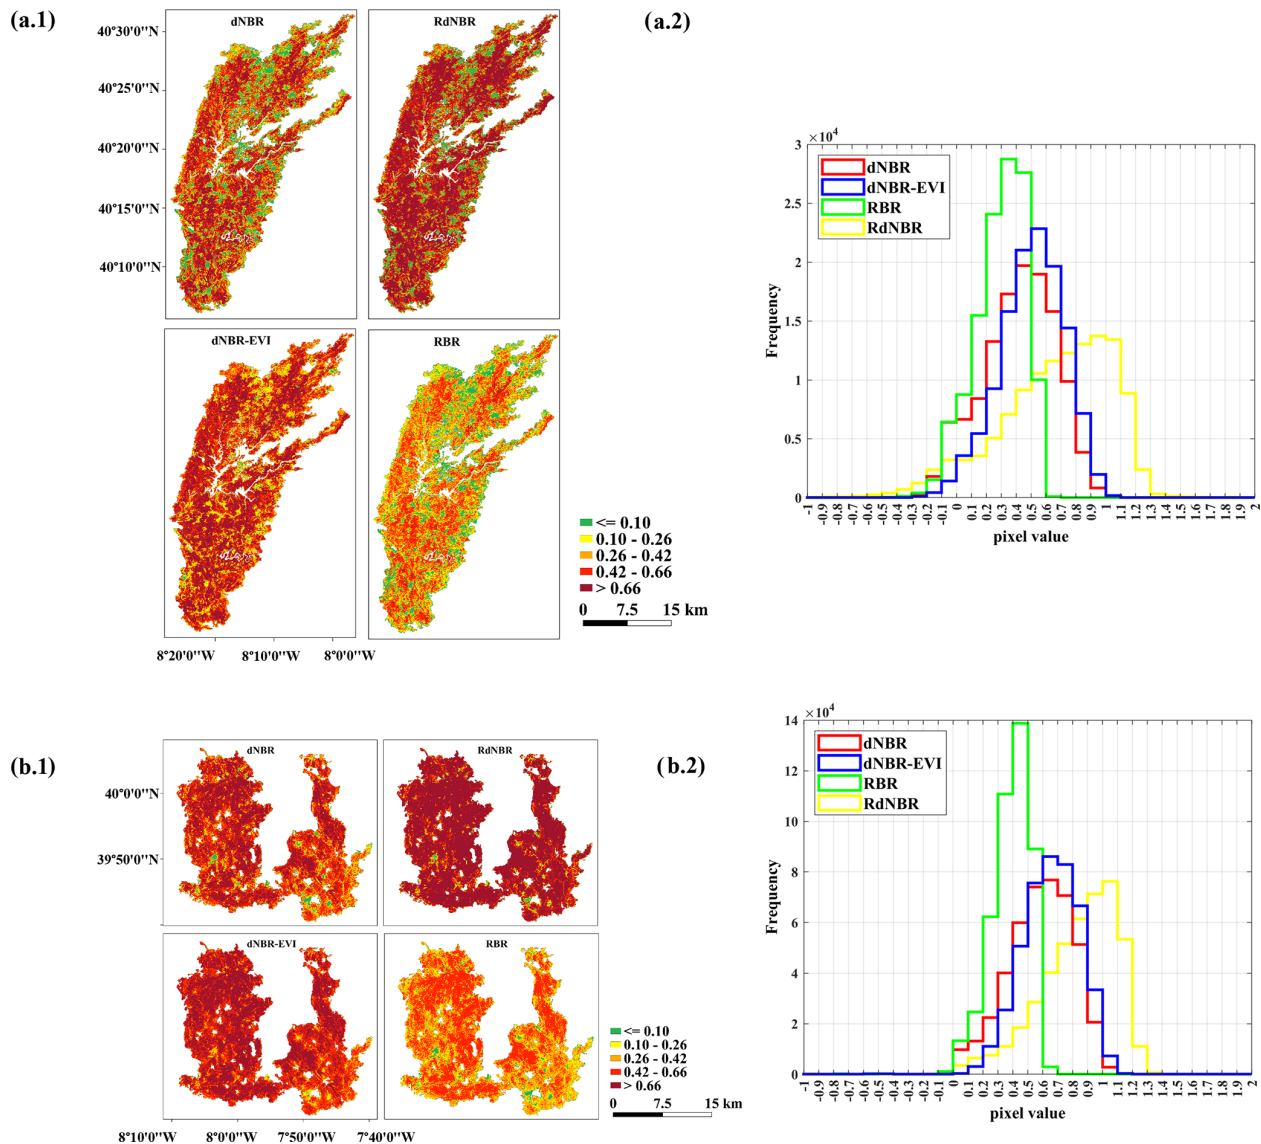 (a.1)
dNBR
RdNBR
40°30'0''N
40°25'0''N
40°20'0''N
40°15'0''N
40°10'0''N
dNBR-EVI
RBR
<= 0.10
0.10 - 0.26
0.26 - 0.42
0.42 - 0.66
> 0.66
0 7.5 15 km
8°20'0''W 8°10'0''W 8°0'0''W
(a.2)
×10⁴
3
2.5
2
1.5
1
0.5
0
Frequency
dNBR
dNBR-EVI
RBR
RdNBR
-1 -0.9 -0.8 -0.7 -0.6 -0.5 -0.4 -0.3 -0.2 -0.1 0 0.1 0.2 0.3 0.4 0.5 0.6 0.7 0.8 0.9 1 1.1 1.2 1.3 1.4 1.5 1.6 1.7 1.8 1.9 2
pixel value
(b.1)
dNBR
RdNBR
40°0'0''N
39°50'0''N
dNBR-EVI
RBR
<= 0.10
0.10 - 0.26
0.26 - 0.42
0.42 - 0.66
> 0.66
0 7.5 15 km
8°10'0''W 8°0'0''W 7°50'0''W 7°40'0''W
(b.2)
×10⁴
14
12
10
8
6
4
2
0
Frequency
dNBR
dNBR-EVI
RBR
RdNBR
-1 -0.9 -0.8 -0.7 -0.6 -0.5 -0.4 -0.3 -0.2 -0.1 0 0.1 0.2 0.3 0.4 0.5 0.6 0.7 0.8 0.9 1 1.1 1.2 1.3 1.4 1.5 1.6 1.7 1.8 1.9 2
pixel value